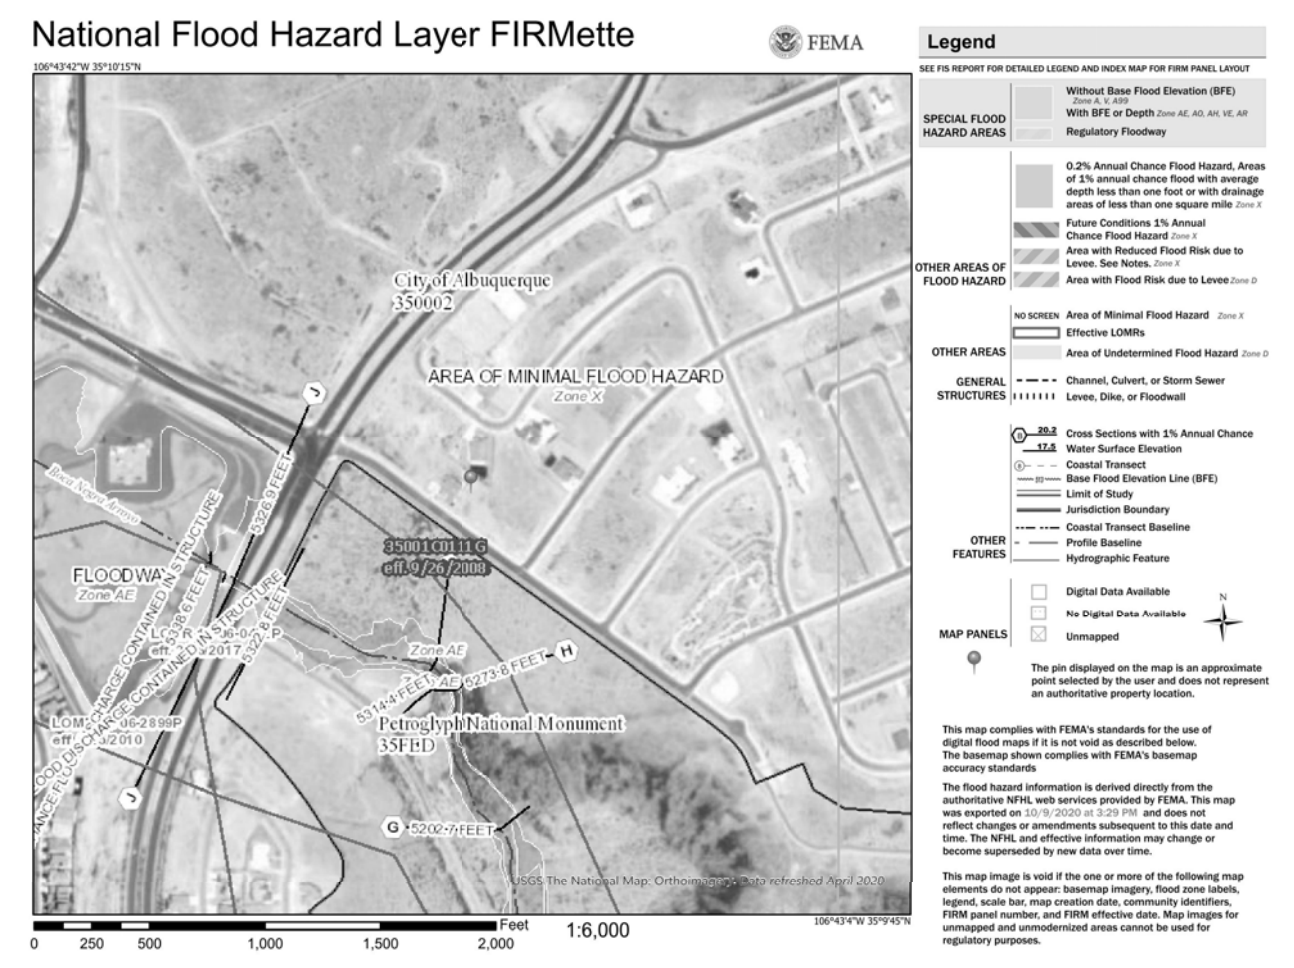 National Flood Hazard Layer FIRMette
FEMA
106°43'42"W 35°10'15"N
City of Albuquerque
350002
J
AREA OF MINIMAL FLOOD HAZARD
Zone X
5326.9 FEET
Boca Negra Arroyo
35001C0111G
eff. 9/26/2008
FLOODWAY
Zone AE
5338.6 FEET
5322.8 FEET
DISCHARGE CONTAINED IN STRUCTURE
Zone AE
AE
5273.8 FEET
H
5314.4 FEET
Petroglyph National Monument
35FED
J
G
5202.7 FEET
USGS The National Map: Orthoimagery. Data refreshed April 2020
Feet
1:6,000
0 250 500 1,000 1,500 2,000
106°43'4"W 35°9'45"N
Legend
SEE FIS REPORT FOR DETAILED LEGEND AND INDEX MAP FOR FIRM PANEL LAYOUT
SPECIAL FLOOD
HAZARD AREAS
Without Base Flood Elevation (BFE)
Zone A, V, A99
With BFE or Depth Zone AE, AO, AH, VE, AR
Regulatory Floodway
OTHER AREAS OF
FLOOD HAZARD
0.2% Annual Chance Flood Hazard, Areas
of 1% annual chance flood with average
depth less than one foot or with drainage
areas of less than one square mile Zone X
Future Conditions 1% Annual
Chance Flood Hazard Zone X
Area with Reduced Flood Risk due to
Levee. See Notes. Zone X
Area with Flood Risk due to Levee Zone D
OTHER AREAS
NO SCREEN Area of Minimal Flood Hazard Zone X
Effective LOMRs
Area of Undetermined Flood Hazard Zone D
GENERAL
STRUCTURES
Channel, Culvert, or Storm Sewer
Levee, Dike, or Floodwall
OTHER
FEATURES
B 20.2 Cross Sections with 1% Annual Chance
17.5 Water Surface Elevation
8 Coastal Transect
513 Base Flood Elevation Line (BFE)
Limit of Study
Jurisdiction Boundary
Coastal Transect Baseline
Profile Baseline
Hydrographic Feature
MAP PANELS
Digital Data Available
No Digital Data Available
Unmapped
N
The pin displayed on the map is an approximate
point selected by the user and does not represent
an authoritative property location.
This map complies with FEMA's standards for the use of
digital flood maps if it is not void as described below.
The basemap shown complies with FEMA's basemap
accuracy standards
The flood hazard information is derived directly from the
authoritative NFHL web services provided by FEMA. This map
was exported on 10/9/2020 at 3:29 PM and does not
reflect changes or amendments subsequent to this date and
time. The NFHL and effective information may change or
become superseded by new data over time.
This map image is void if the one or more of the following map
elements do not appear: basemap imagery, flood zone labels,
legend, scale bar, map creation date, community identifiers,
FIRM panel number, and FIRM effective date. Map images for
unmapped and unmodernized areas cannot be used for
regulatory purposes.